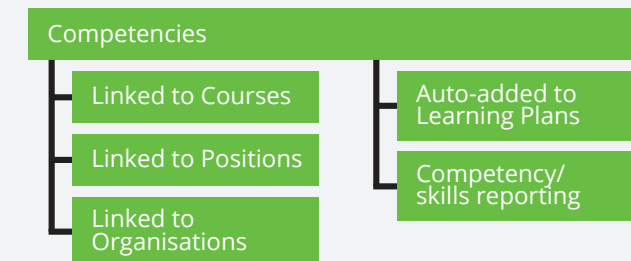 Competencies
Linked to Courses
Linked to Positions
Linked to
Organisations
Auto-added to
Learning Plans
Competency/
skills reporting